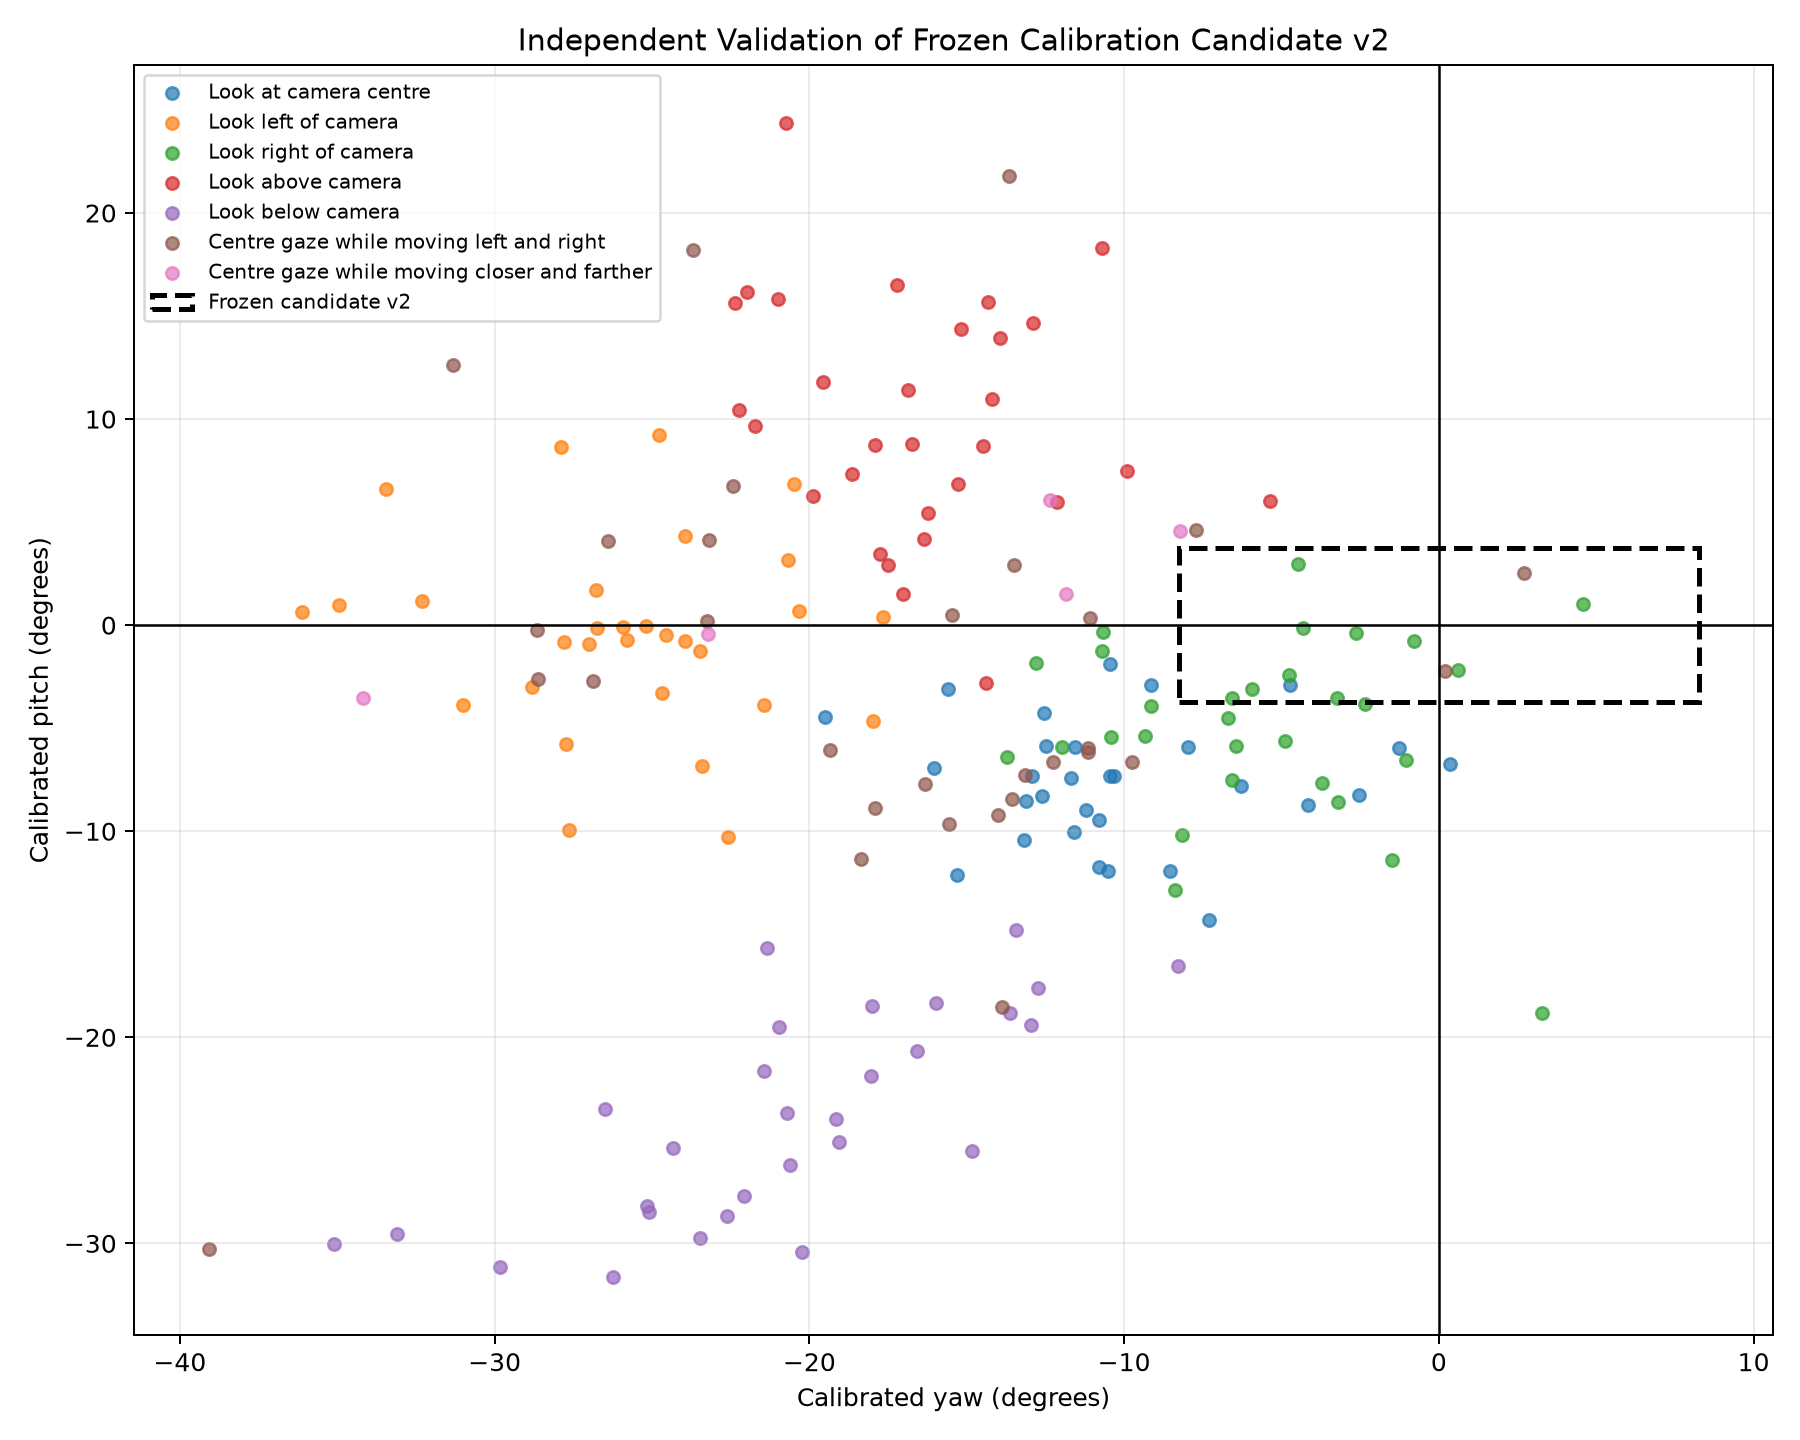 Independent Validation of Frozen Calibration Candidate v2
Look at camera centre
Look left of camera
Look right of camera
Look above camera
Look below camera
Centre gaze while moving left and right
Centre gaze while moving closer and farther
Frozen candidate v2
20
10
0
−10
−20
−30
Calibrated pitch (degrees)
−40 −30 −20 −10 0 10
Calibrated yaw (degrees)